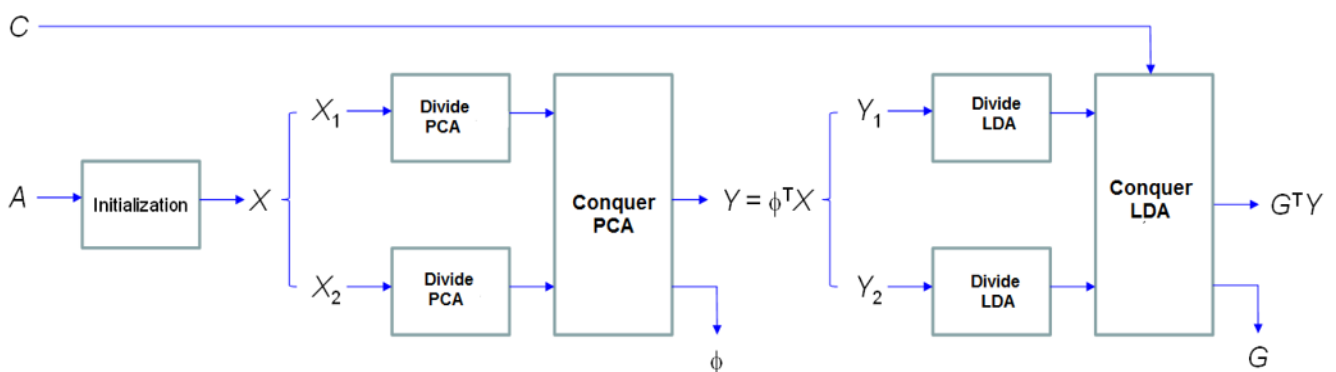 C
A
Initialization
X
X₁
Divide
PCA
X₂
Divide
PCA
Conquer
PCA
Y = ϕᵀX
ϕ
Y₁
Divide
LDA
Y₂
Divide
LDA
Conquer
LDA
GᵀY
G